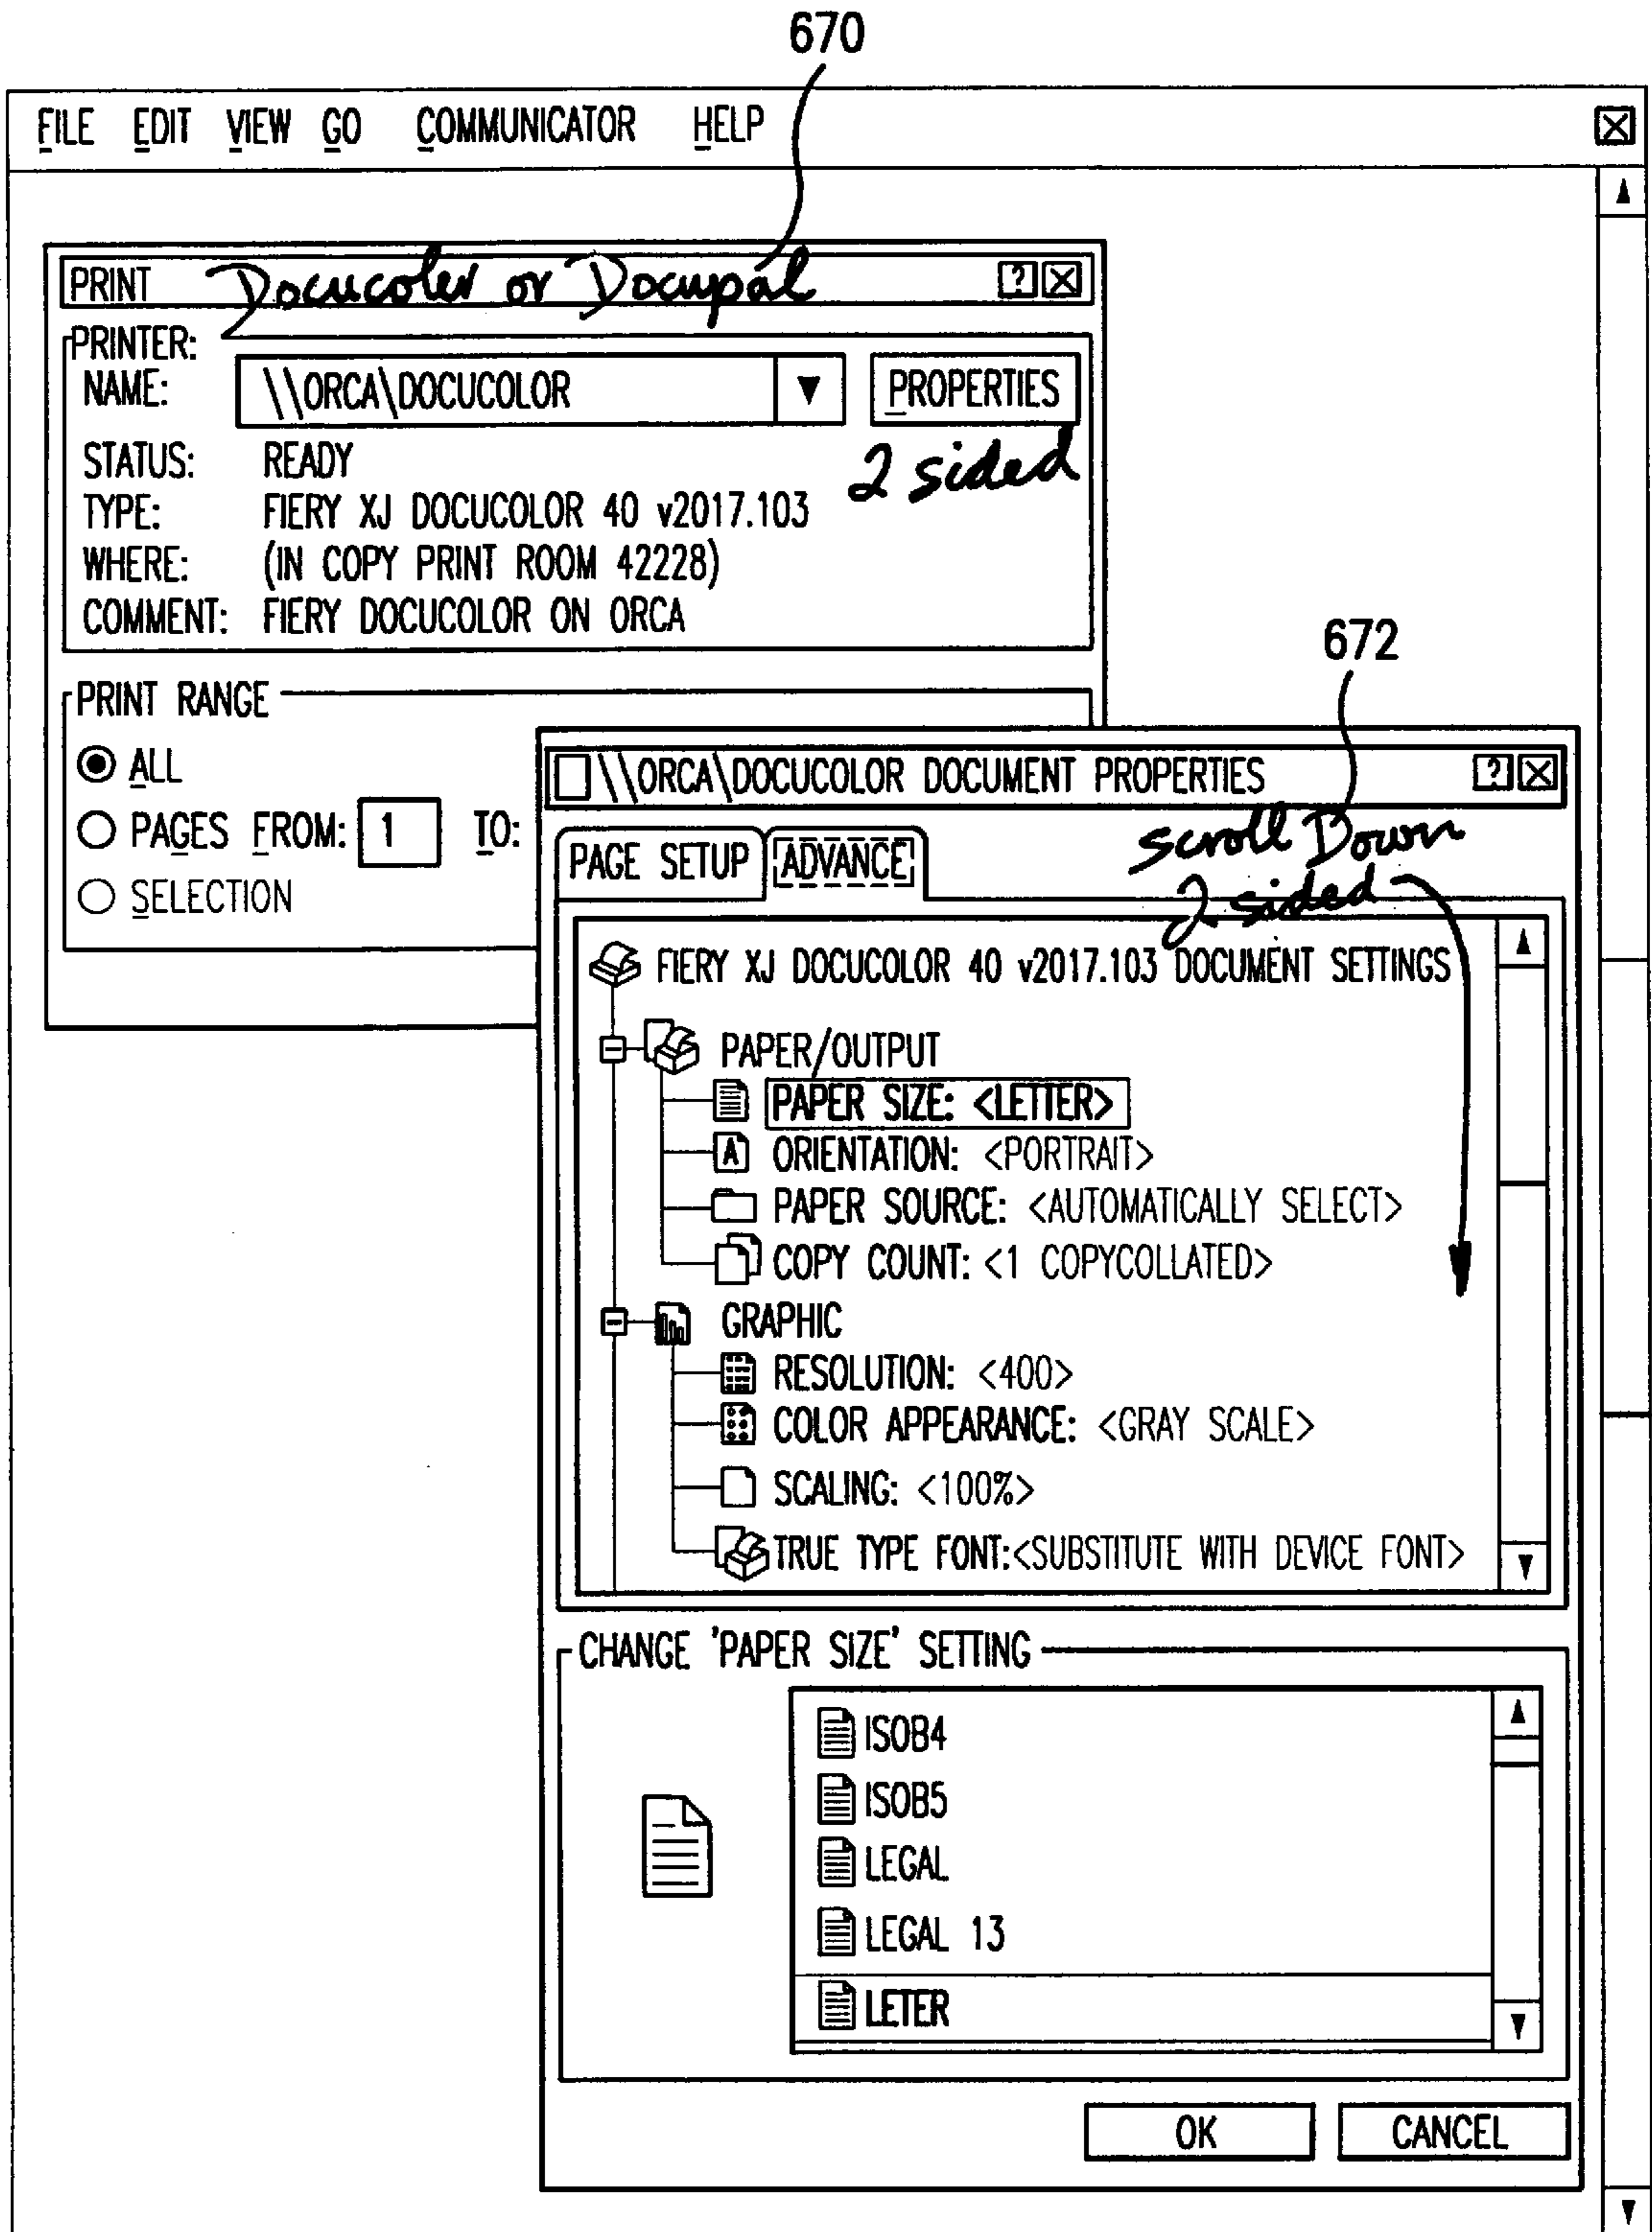 670
FILE EDIT VIEW GO COMMUNICATOR HELP
PRINT Docucoler or Docupal
PRINTER:
NAME: \\ORCA\DOCUCOLOR PROPERTIES
2 sided
STATUS: READY
TYPE: FIERY XJ DOCUCOLOR 40 v2017.103
WHERE: (IN COPY PRINT ROOM 42228)
COMMENT: FIERY DOCUCOLOR ON ORCA
672
PRINT RANGE
ALL
PAGES FROM: 1 TO:
SELECTION
\\ORCA\DOCUCOLOR DOCUMENT PROPERTIES
PAGE SETUP ADVANCE
scroll Down
2 sided
FIERY XJ DOCUCOLOR 40 v2017.103 DOCUMENT SETTINGS
PAPER/OUTPUT
PAPER SIZE: <LETTER>
ORIENTATION: <PORTRAIT>
PAPER SOURCE: <AUTOMATICALLY SELECT>
COPY COUNT: <1 COPYCOLLATED>
GRAPHIC
RESOLUTION: <400>
COLOR APPEARANCE: <GRAY SCALE>
SCALING: <100%>
TRUE TYPE FONT:<SUBSTITUTE WITH DEVICE FONT>
CHANGE 'PAPER SIZE' SETTING
ISOB4
ISOB5
LEGAL
LEGAL 13
LETER
OK CANCEL